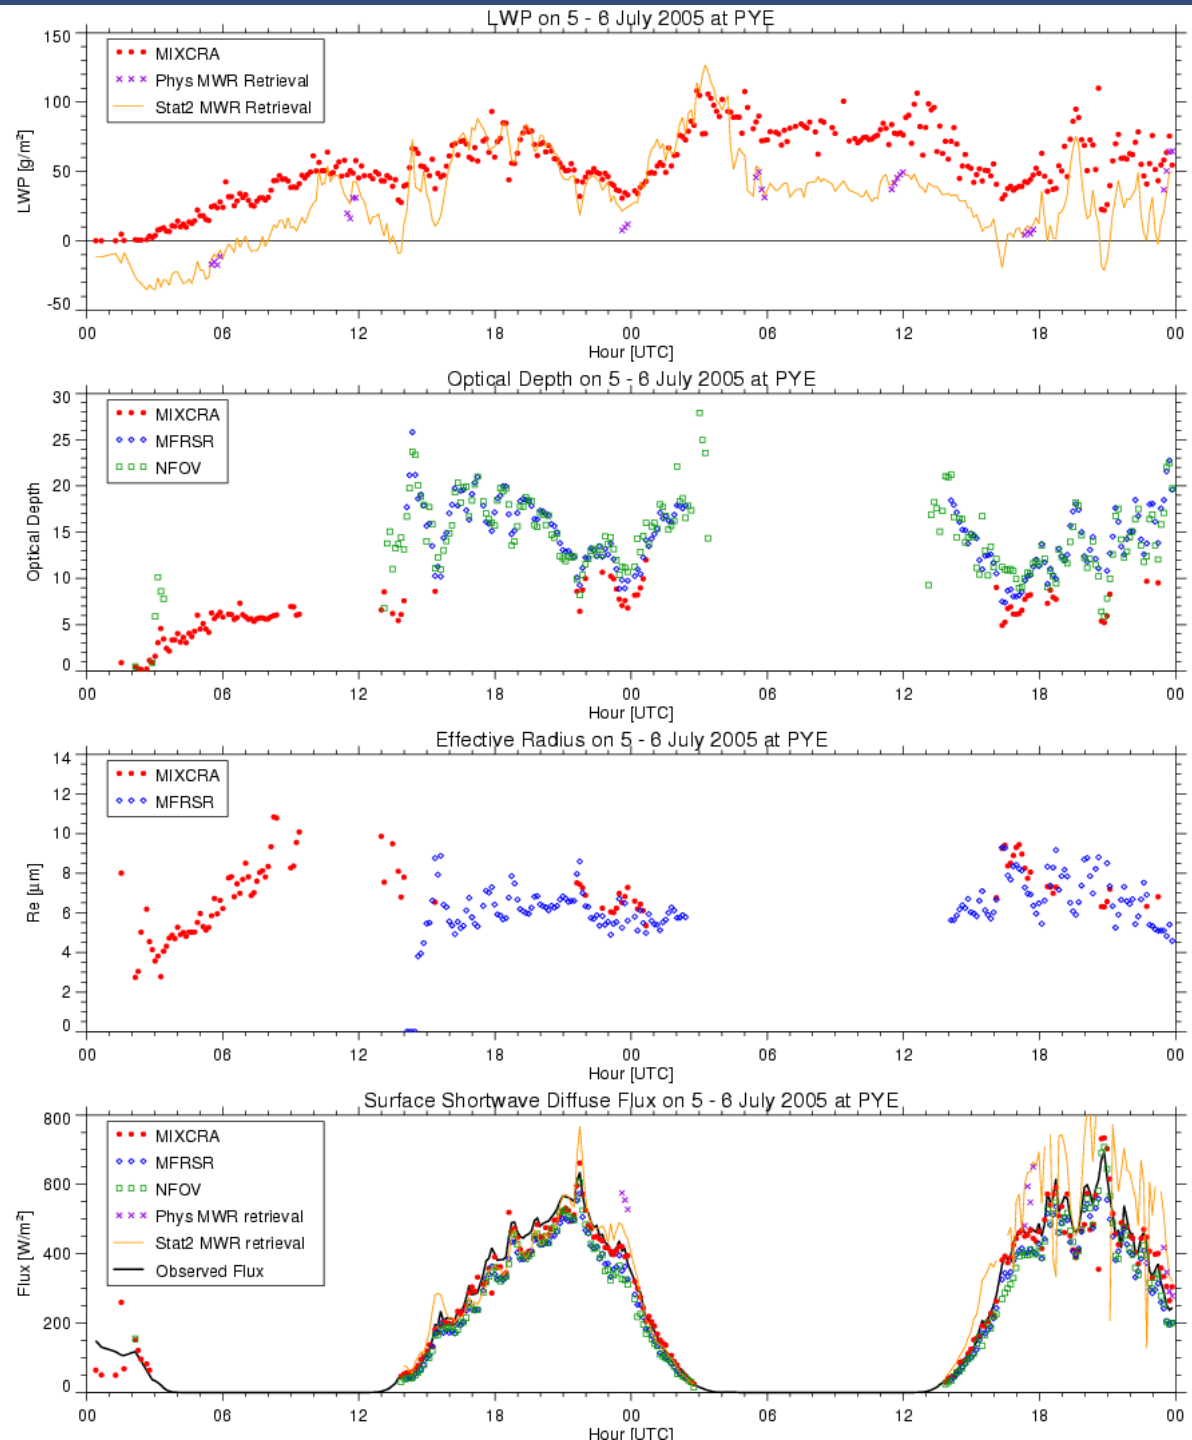 LWP on 5 - 6 July 2005 at PYE
150
100
50
0
-50
LWP [g/m²]
MIXCRA
Phys MWR Retrieval
Stat2 MWR Retrieval
00 06 12 18 00 06 12 18 00
Hour [UTC]
Optical Depth on 5 - 6 July 2005 at PYE
30
25
20
15
10
5
0
Optical Depth
MIXCRA
MFRSR
NFOV
00 06 12 18 00 06 12 18 00
Hour [UTC]
Effective Radius on 5 - 6 July 2005 at PYE
14
12
10
8
6
4
2
0
Re [µm]
MIXCRA
MFRSR
00 06 12 18 00 06 12 18 00
Hour [UTC]
Surface Shortwave Diffuse Flux on 5 - 6 July 2005 at PYE
800
600
400
200
0
Flux [W/m²]
MIXCRA
MFRSR
NFOV
Phys MWR retrieval
Stat2 MWR retrieval
Observed Flux
00 06 12 18 00 06 12 18 00
Hour [UTC]